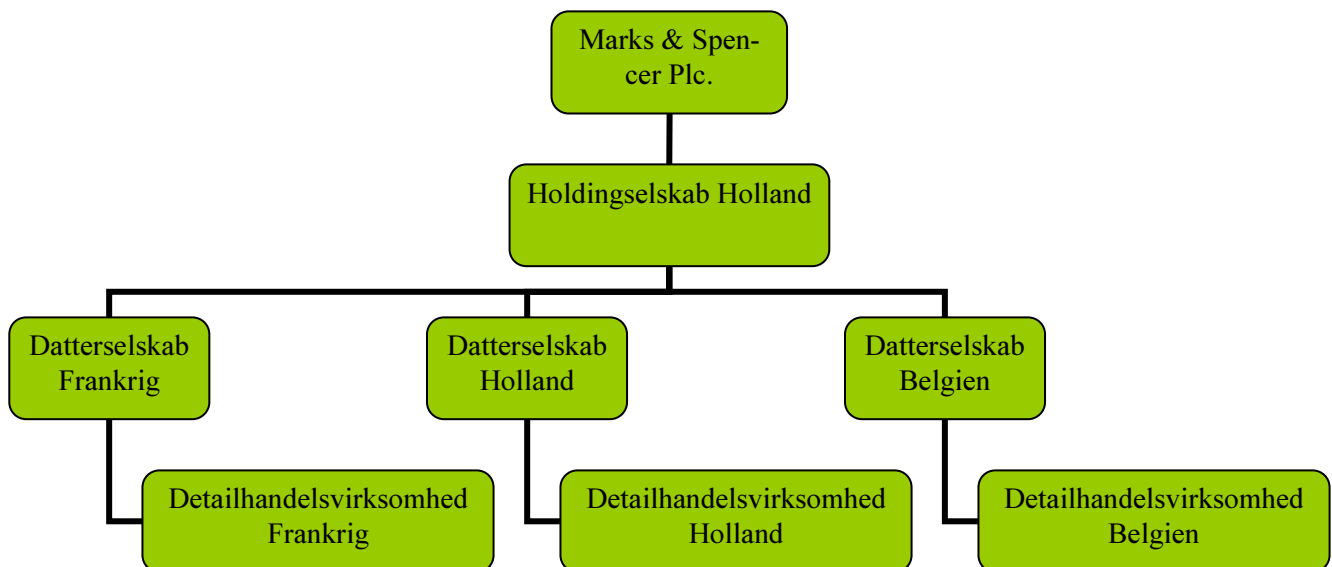 Marks & Spen-
cer Plc.
Holdingselskab Holland
Datterselskab
Frankrig
Datterselskab
Holland
Datterselskab
Belgien
Detailhandelsvirksomhed
Frankrig
Detailhandelsvirksomhed
Holland
Detailhandelsvirksomhed
Belgien